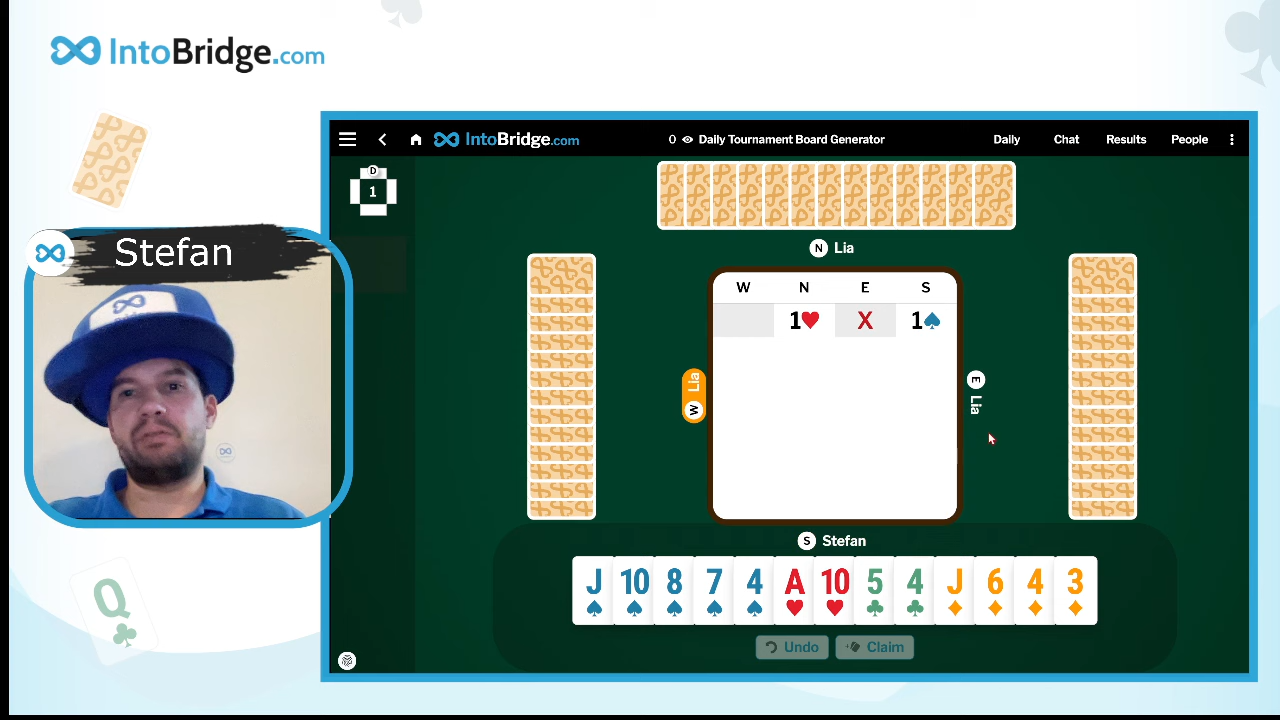 IntoBridge.com
IntoBridge.com
0 Daily Tournament Board Generator
Daily
Chat
Results
People
D
1
Stefan
N Lia
W N E S
1♥ X 1♠
W Lia
E Lia
S Stefan
J 10 8 7 4 A 10 5 4 J 6 4 3
Undo
Claim
Q